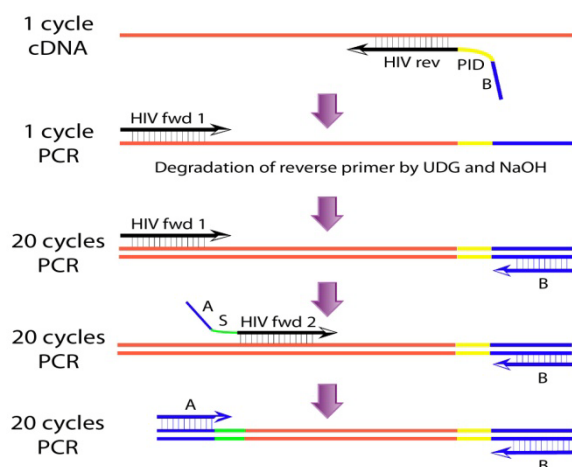 1 cycle
cDNA
HIV rev
PID
B
HIV fwd 1
1 cycle
PCR
Degradation of reverse primer by UDG and NaOH
HIV fwd 1
20 cycles
PCR
B
A
S
HIV fwd 2
20 cycles
PCR
B
A
20 cycles
PCR
B